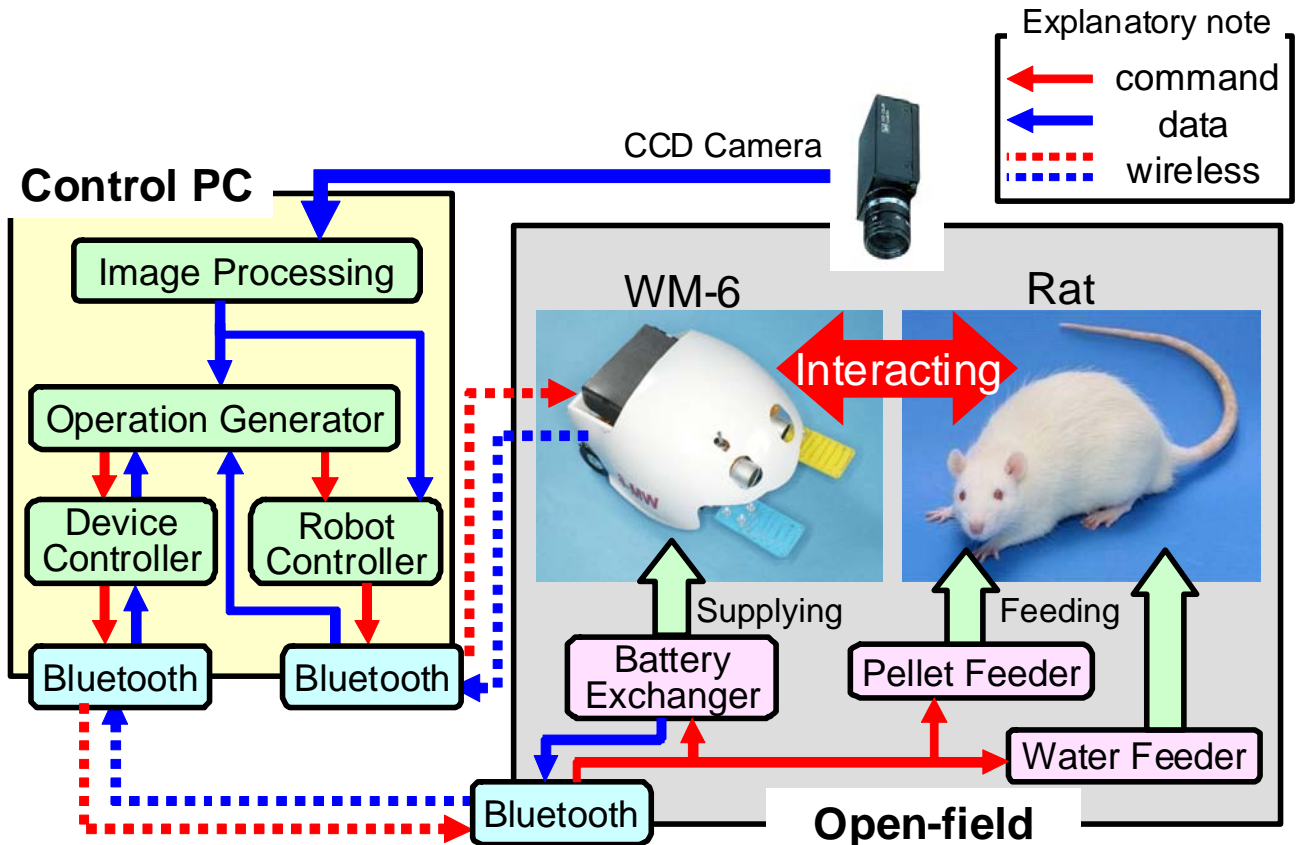 Explanatory note
command
data
wireless
CCD Camera
Control PC
Image Processing
Operation Generator
Device
Controller
Robot
Controller
Bluetooth
Bluetooth
WM-6
Rat
Interacting
Supplying
Feeding
Battery
Exchanger
Pellet Feeder
Water Feeder
Bluetooth
Open-field